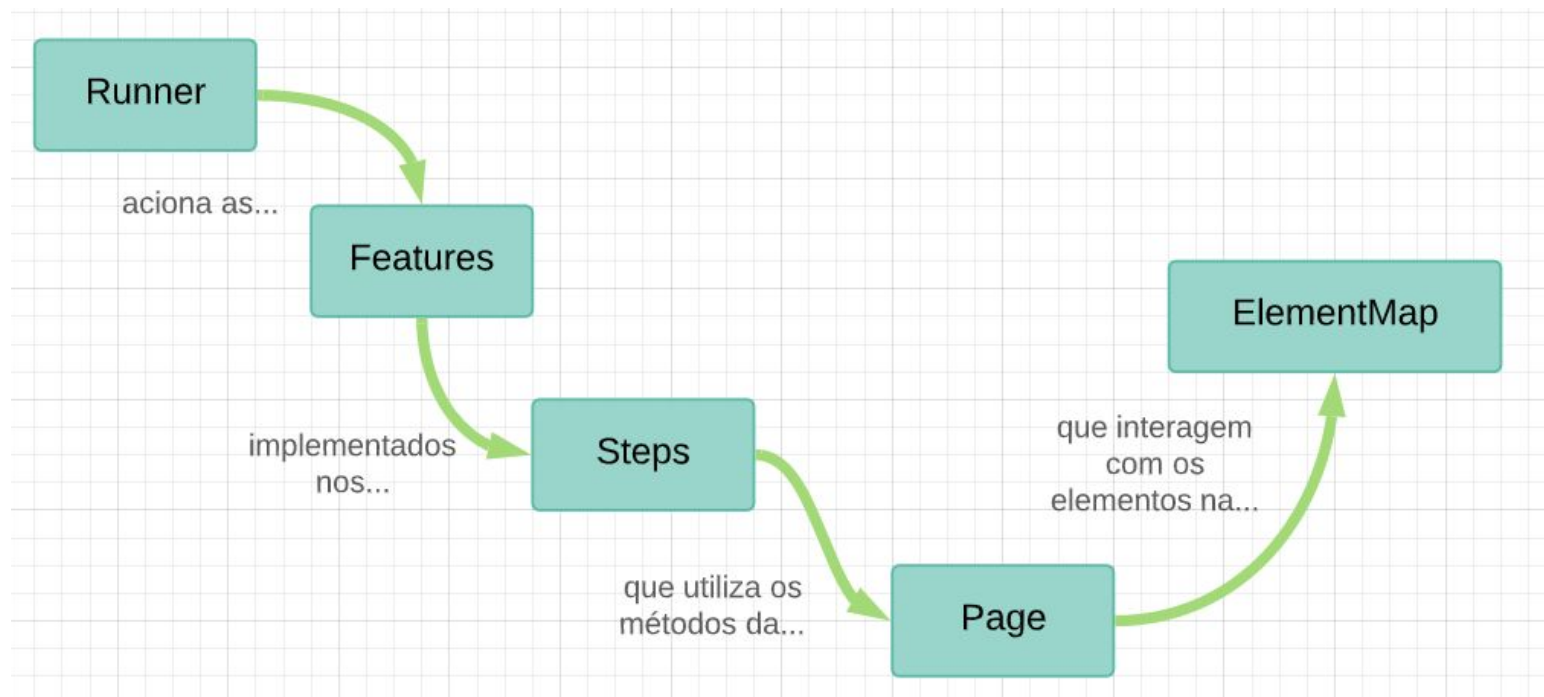 Runner
aciona as...
Features
implementados
nos...
Steps
que utiliza os
métodos da...
Page
que interagem
com os
elementos na...
ElementMap